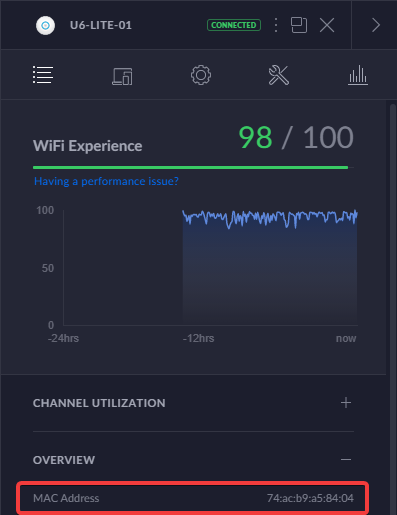 U6-LITE-01 CONNECTED
WiFi Experience 98 / 100
Having a performance issue?
100
50
0
-24hrs -12hrs now
CHANNEL UTILIZATION
OVERVIEW
MAC Address 74:ac:b9:a5:84:04